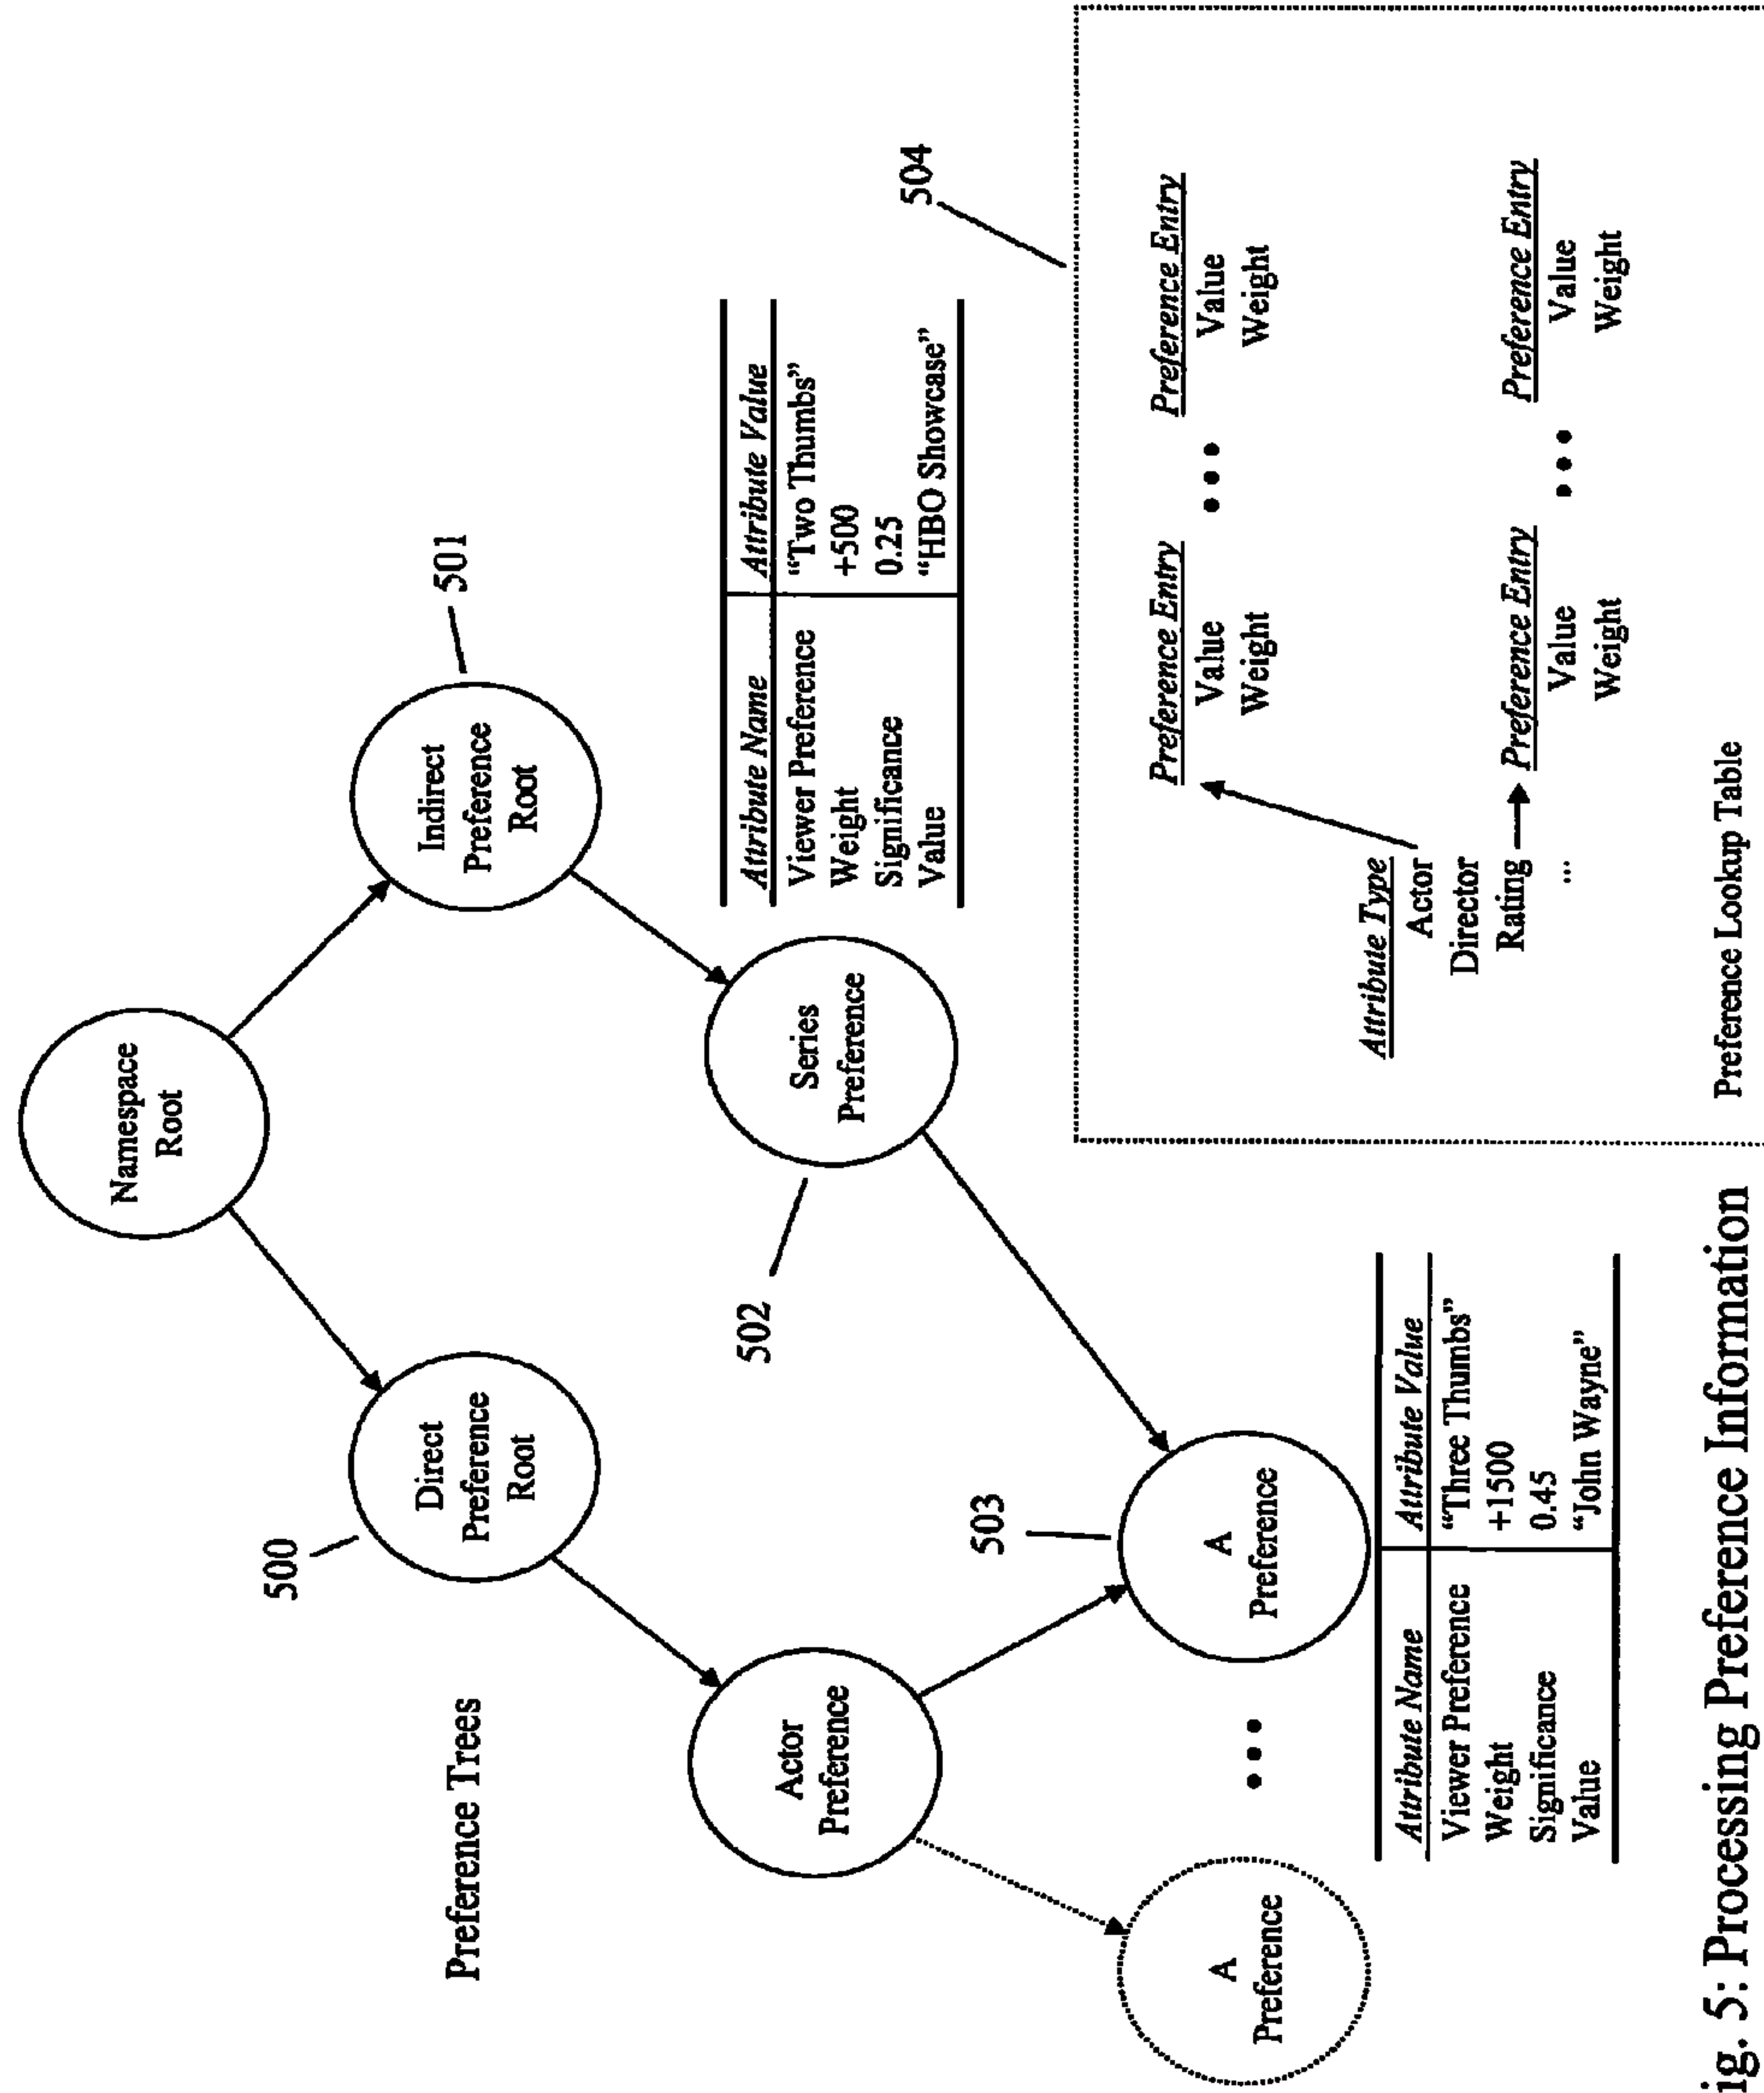 Namespace
Root
500
Direct
Preference
Root
Indirect
Preference
Root
501
Preference Trees
Actor
Preference
502
Series
Preference
Attribute Name Attribute Value
Viewer Preference “Two Thumbs”
Weight +500
Significance 0.25
Value “HBO Showcase”
504
A
Preference
•••
503
A
Preference
Attribute Name Attribute Value
Viewer Preference “Three Thumbs”
Weight +1500
Significance 0.45
Value “John Wayne”
Preference Entry ••• Preference Entry
Value Value
Weight Weight
Attribute Type
Actor
Director
Rating
...
Preference Entry ••• Preference Entry
Value Value
Weight Weight
Preference Lookup Table
ig. 5: Processing Preference Information